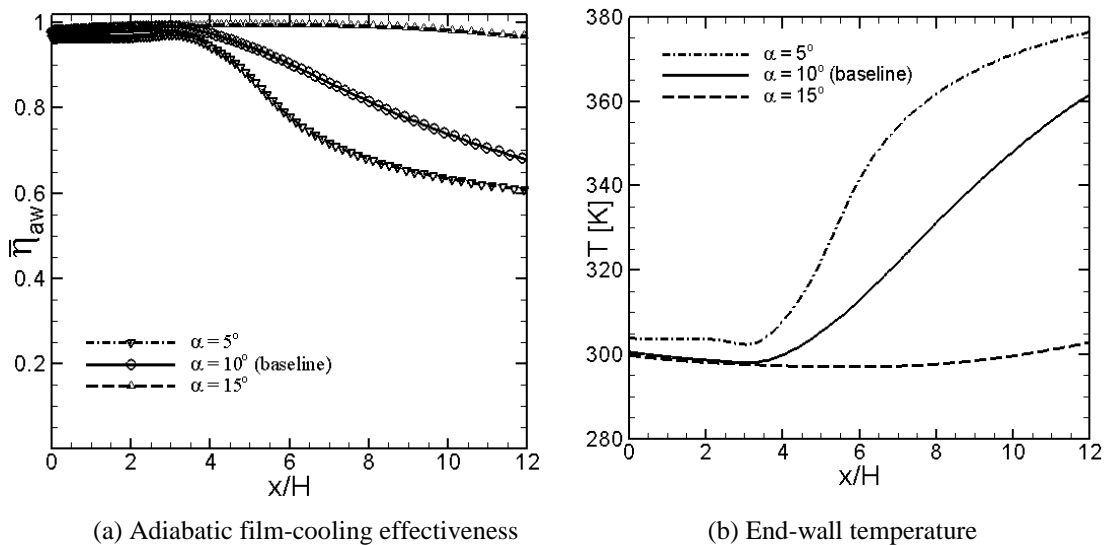 1
0.8
0.6
0.4
0.2
η̅aw
α = 5°
α = 10° (baseline)
α = 15°
0 2 4 6 8 10 12
x/H
(a) Adiabatic film-cooling effectiveness
380
360
340
320
300
280
T [K]
α = 5°
α = 10° (baseline)
α = 15°
0 2 4 6 8 10 12
x/H
(b) End-wall temperature